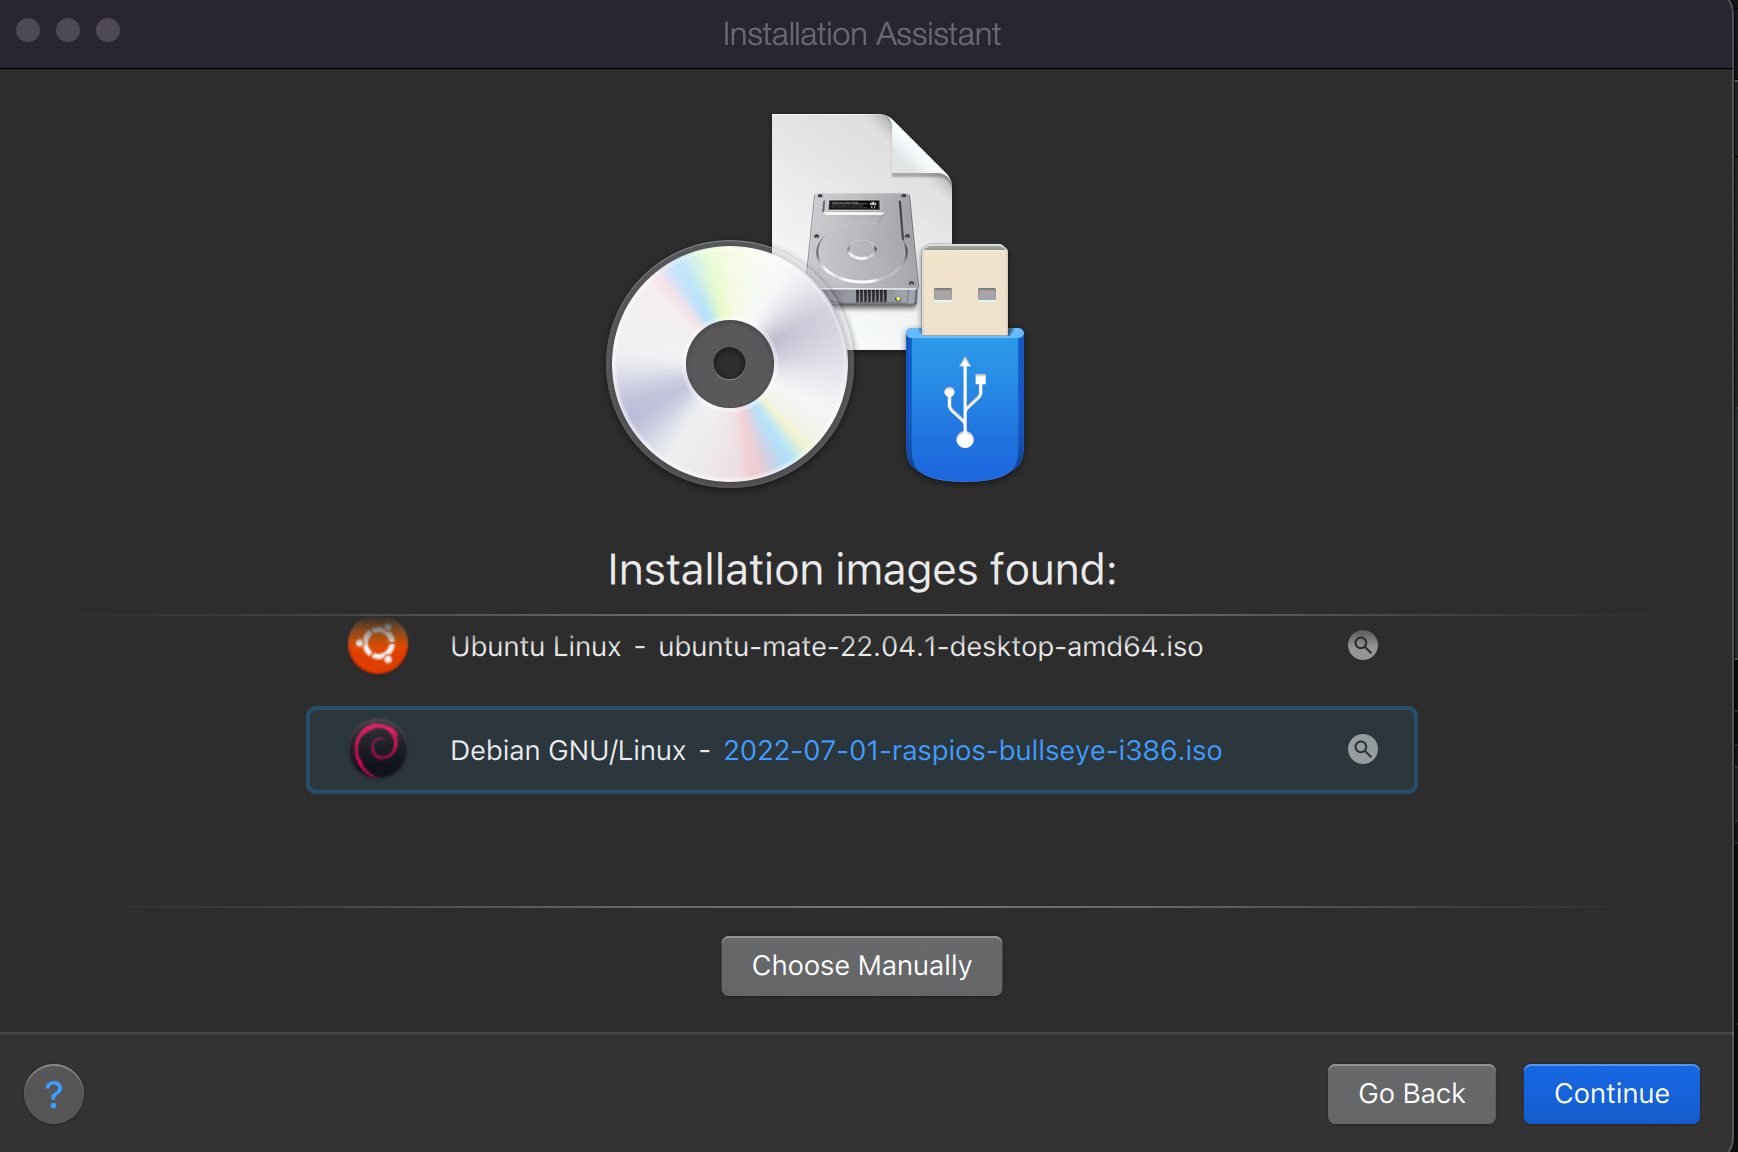 Installation Assistant
Installation images found:
Ubuntu Linux - ubuntu-mate-22.04.1-desktop-amd64.iso
Debian GNU/Linux - 2022-07-01-raspios-bullseye-i386.iso
Choose Manually
?
Go Back
Continue